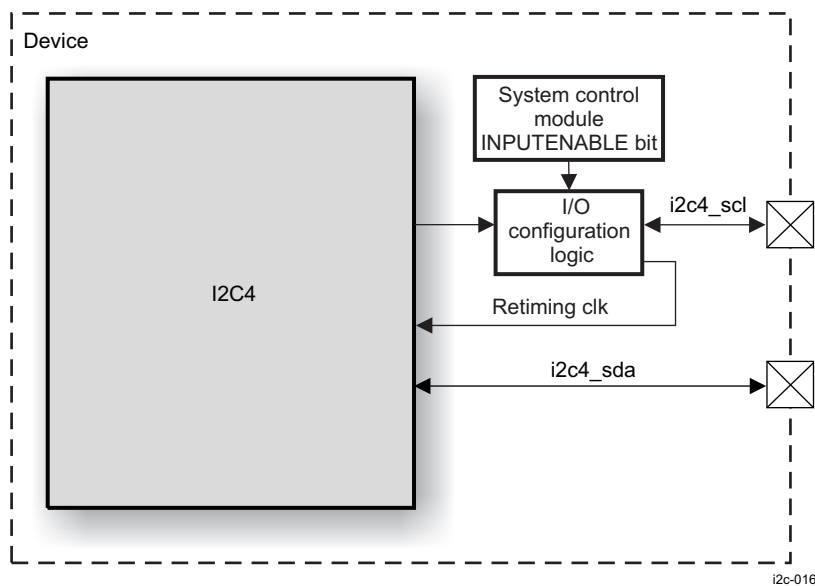 Device
System control
module
INPUTENABLE bit
I/O
configuration
logic
i2c4_scl
I2C4
Retiming clk
i2c4_sda
i2c-016